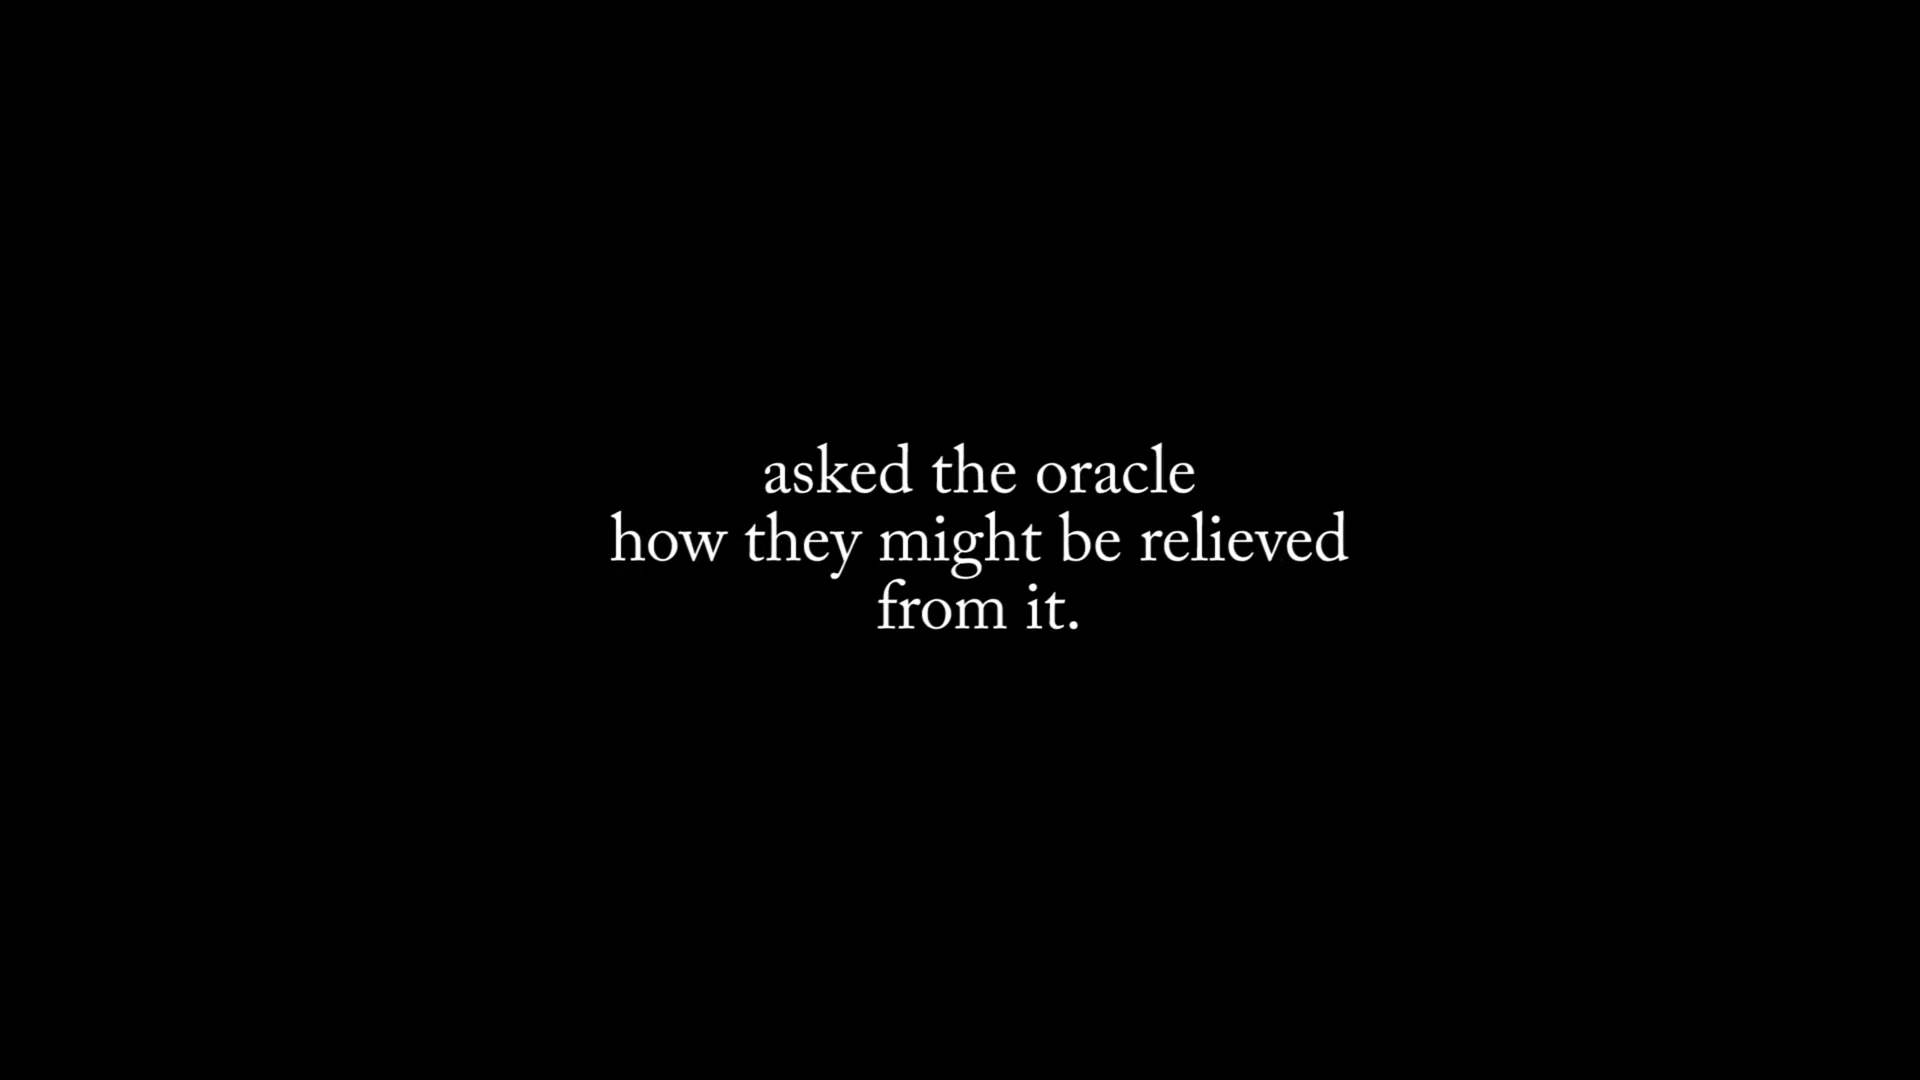 asked the oracle
how they might be relieved
from it.